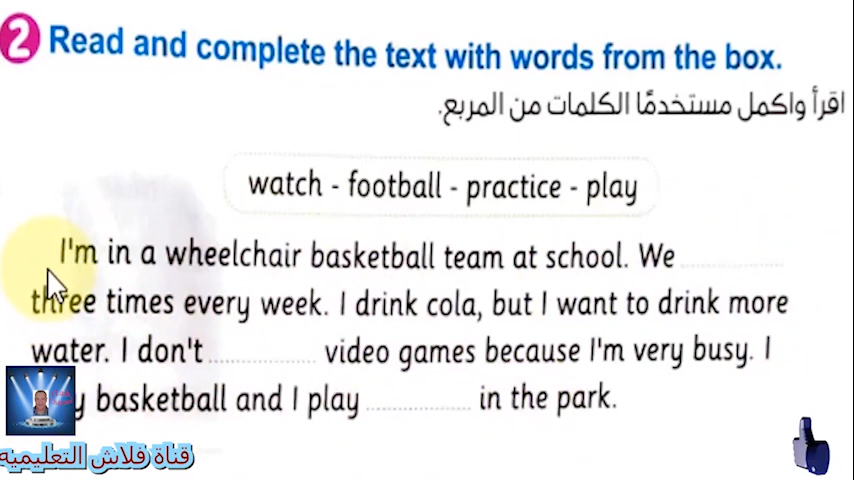 2 Read and complete the text with words from the box.
اقرأ واكمل مستخدمًا الكلمات من المربع.
watch - football - practice - play
I'm in a wheelchair basketball team at school. We ............
three times every week. I drink cola, but I want to drink more
water. I don't ............ video games because I'm very busy. I
basketball and I play ............ in the park.
قناة فلاش التعليميه